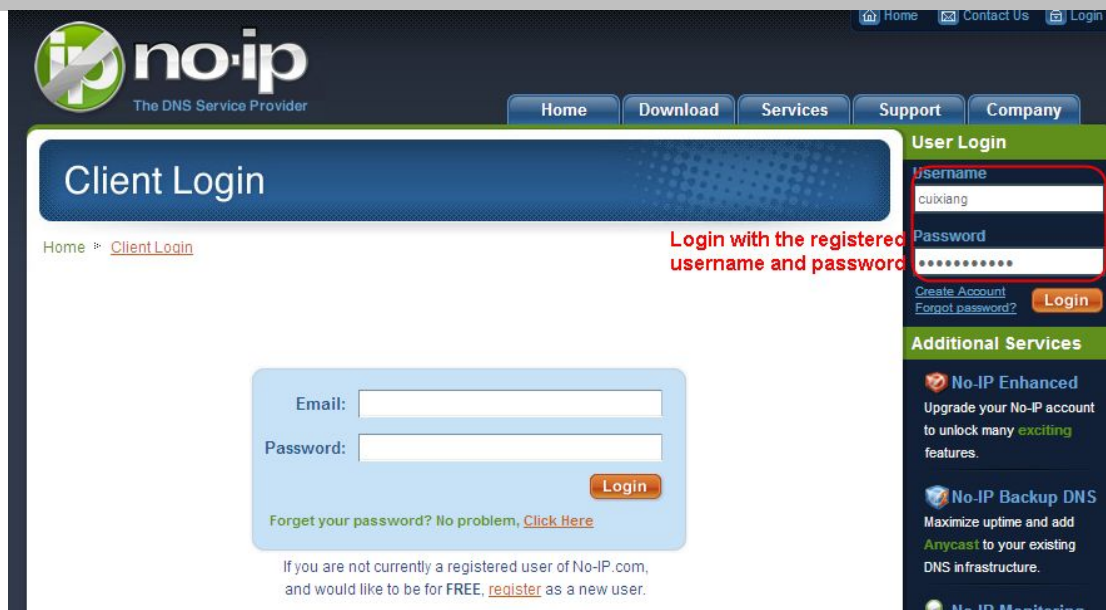 Home Contact Us Login
ip no·ip
The DNS Service Provider
Home Download Services Support Company
Client Login
Home Client Login
Login with the registered
username and password
Email:
Password:
Login
Forget your password? No problem, Click Here
If you are not currently a registered user of No-IP.com,
and would like to be for FREE, register as a new user.
User Login
Username
cuixiang
Password
•••••••••••
Create Account
Forgot password?
Login
Additional Services
No-IP Enhanced
Upgrade your No-IP account
to unlock many exciting
features.
No-IP Backup DNS
Maximize uptime and add
Anycast to your existing
DNS infrastructure.
No-IP Monitoring